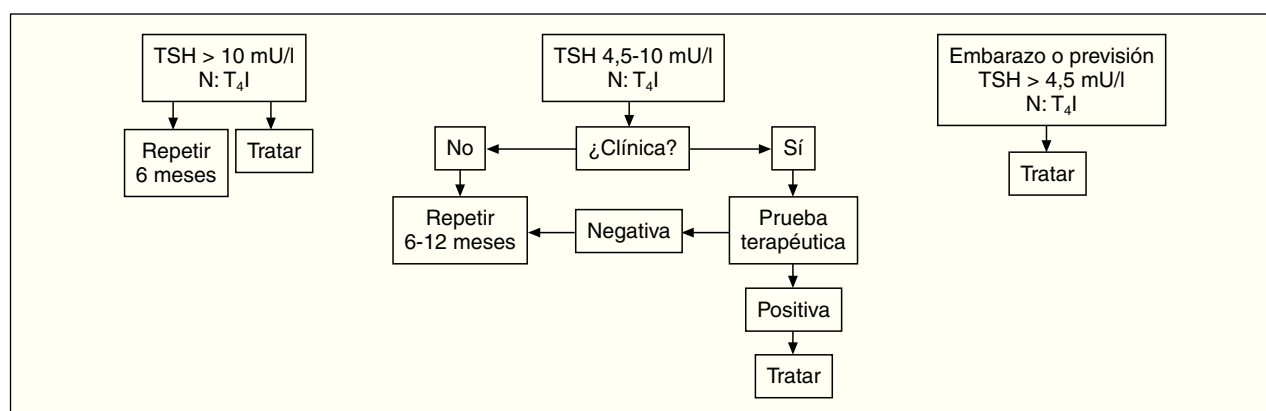 TSH > 10 mU/l
N: T₄l
Repetir
6 meses
Tratar
TSH 4,5-10 mU/l
N: T₄l
¿Clínica?
No
Sí
Repetir
6-12 meses
Negativa
Prueba
terapéutica
Positiva
Tratar
Embarazo o previsión
TSH > 4,5 mU/l
N: T₄l
Tratar